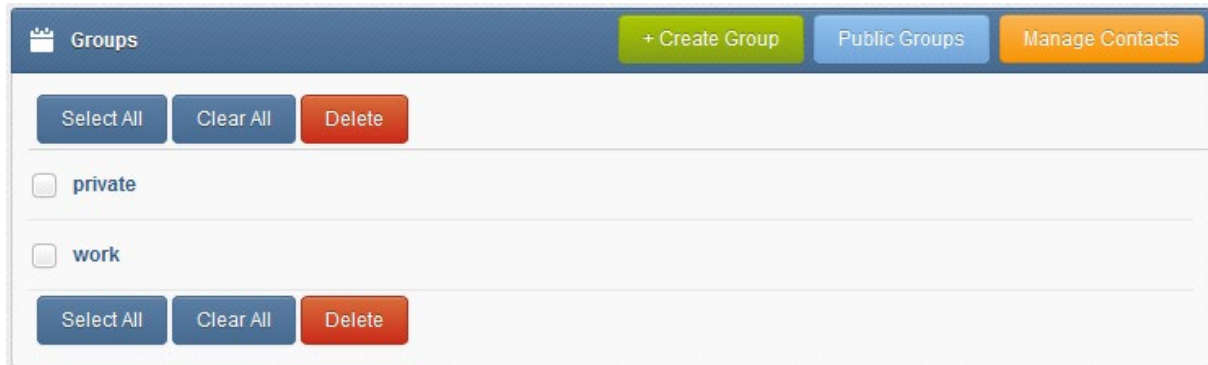 Groups + Create Group Public Groups Manage Contacts
Select All Clear All Delete
private
work
Select All Clear All Delete